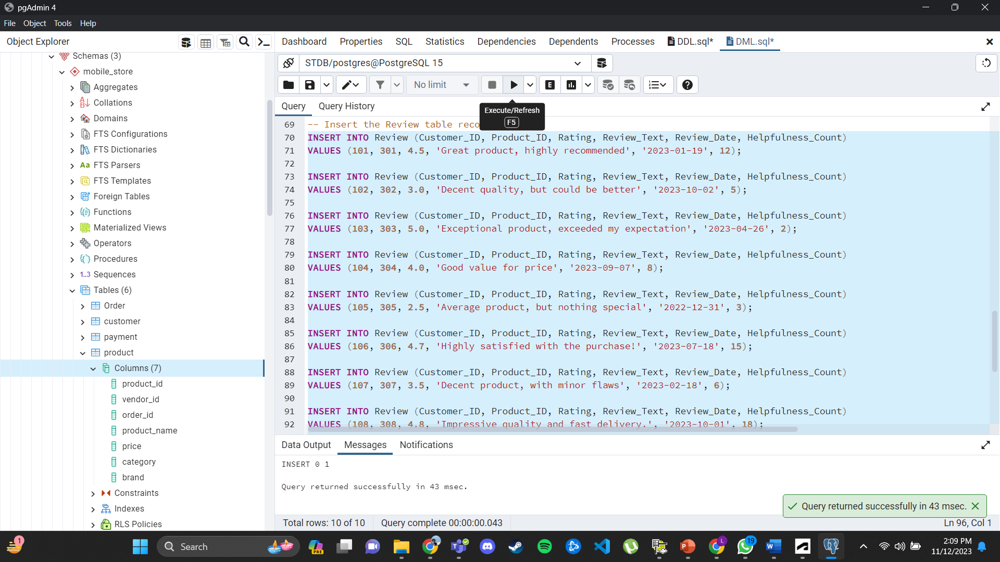 pgAdmin 4
File Object Tools Help
Object Explorer
Dashboard Properties SQL Statistics Dependencies Dependents Processes DDL.sql* DML.sql*
Schemas (3)
mobile_store
Aggregates
Collations
Domains
FTS Configurations
FTS Dictionaries
Aa FTS Parsers
FTS Templates
Foreign Tables
Functions
Materialized Views
Operators
Procedures
1..3 Sequences
Tables (6)
Order
customer
payment
product
Columns (7)
product_id
vendor_id
order_id
product_name
price
category
brand
Constraints
Indexes
RLS Policies
STDB/postgres@PostgreSQL 15
No limit
E
Query Query History
Execute/Refresh
F5
69 -- Insert the Review table reco
70 INSERT INTO Review (Customer_ID, Product_ID, Rating, Review_Text, Review_Date, Helpfulness_Count)
71 VALUES (101, 301, 4.5, 'Great product, highly recommended', '2023-01-19', 12);
72
73 INSERT INTO Review (Customer_ID, Product_ID, Rating, Review_Text, Review_Date, Helpfulness_Count)
74 VALUES (102, 302, 3.0, 'Decent quality, but could be better', '2023-10-02', 5);
75
76 INSERT INTO Review (Customer_ID, Product_ID, Rating, Review_Text, Review_Date, Helpfulness_Count)
77 VALUES (103, 303, 5.0, 'Exceptional product, exceeded my expectation', '2023-04-26', 2);
78
79 INSERT INTO Review (Customer_ID, Product_ID, Rating, Review_Text, Review_Date, Helpfulness_Count)
80 VALUES (104, 304, 4.0, 'Good value for price', '2023-09-07', 8);
81
82 INSERT INTO Review (Customer_ID, Product_ID, Rating, Review_Text, Review_Date, Helpfulness_Count)
83 VALUES (105, 305, 2.5, 'Average product, but nothing special', '2022-12-31', 3);
84
85 INSERT INTO Review (Customer_ID, Product_ID, Rating, Review_Text, Review_Date, Helpfulness_Count)
86 VALUES (106, 306, 4.7, 'Highly satisfied with the purchase!', '2023-07-18', 15);
87
88 INSERT INTO Review (Customer_ID, Product_ID, Rating, Review_Text, Review_Date, Helpfulness_Count)
89 VALUES (107, 307, 3.5, 'Decent product, with minor flaws', '2023-02-18', 6);
90
91 INSERT INTO Review (Customer_ID, Product_ID, Rating, Review_Text, Review_Date, Helpfulness_Count)
92 VALUES (108, 308, 4.8, 'Impressive quality and fast delivery.', '2023-10-01', 18);
Data Output Messages Notifications
INSERT 0 1
Query returned successfully in 43 msec.
Query returned successfully in 43 msec.
Total rows: 10 of 10 Query complete 00:00:00.043 Ln 96, Col 1
1
Search
PRE
T
P
L
19
W
2:09 PM
11/12/2023